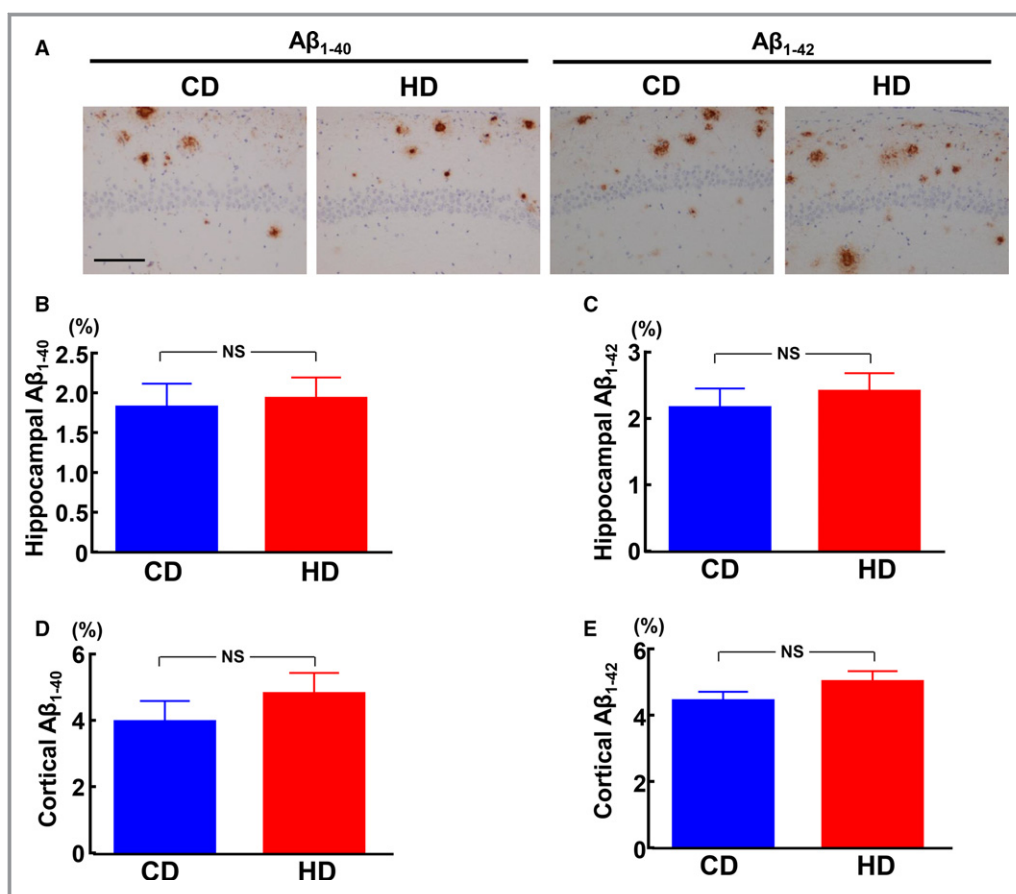 A
Aβ1-40
Aβ1-42
CD
HD
CD
HD
B
(%)
Hippocampal Aβ1-40
2.5
2.0
1.5
1.0
0.5
0
NS
CD
HD
C
(%)
Hippocampal Aβ1-42
3
2
1
0
NS
CD
HD
D
(%)
Cortical Aβ1-40
6
4
2
0
NS
CD
HD
E
(%)
Cortical Aβ1-42
6
4
2
0
NS
CD
HD